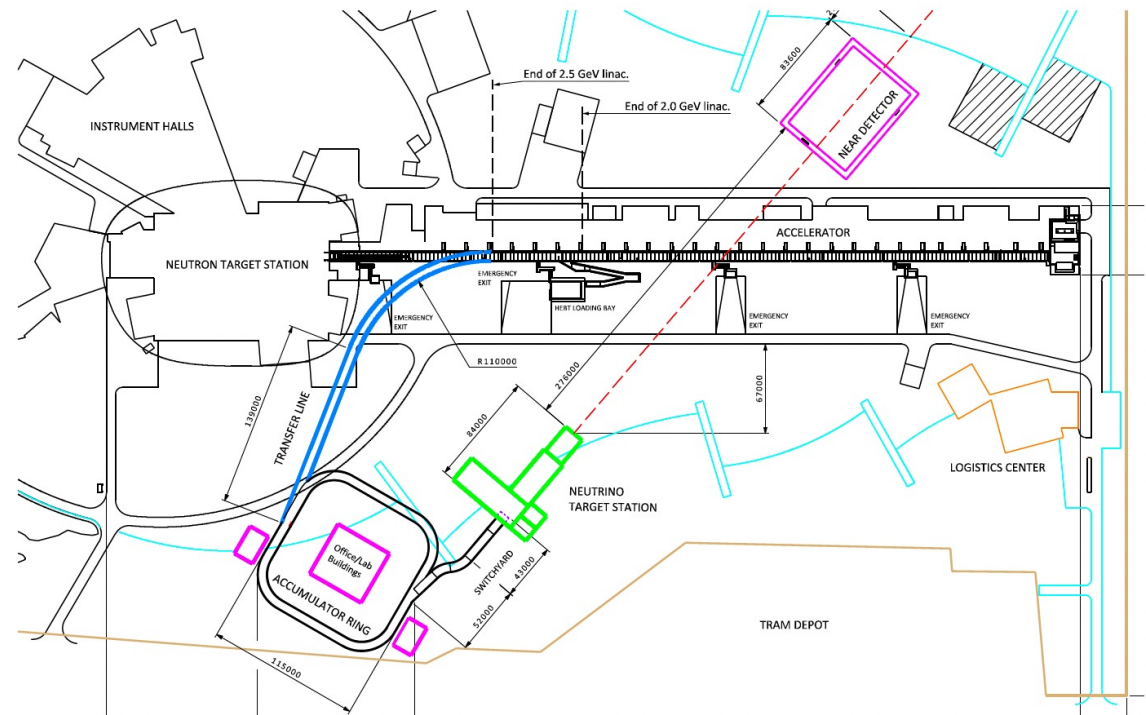 End of 2.5 GeV linac.
End of 2.0 GeV linac.
83600
NEAR DETECTOR
INSTRUMENT HALLS
ACCELERATOR
NEUTRON TARGET STATION
EMERGENCY
EXIT
HEBT LOADING BAY
EMERGENCY
EXIT
EMERGENCY
EXIT
EMERGENCY
EXIT
R110000
276000
67000
139000
TRANSFER LINE
84000
LOGISTICS CENTER
NEUTRINO
TARGET STATION
Office/Lab
Buildings
ACCUMULATOR RING
SWITCHYARD
43000
52000
TRAM DEPOT
115000